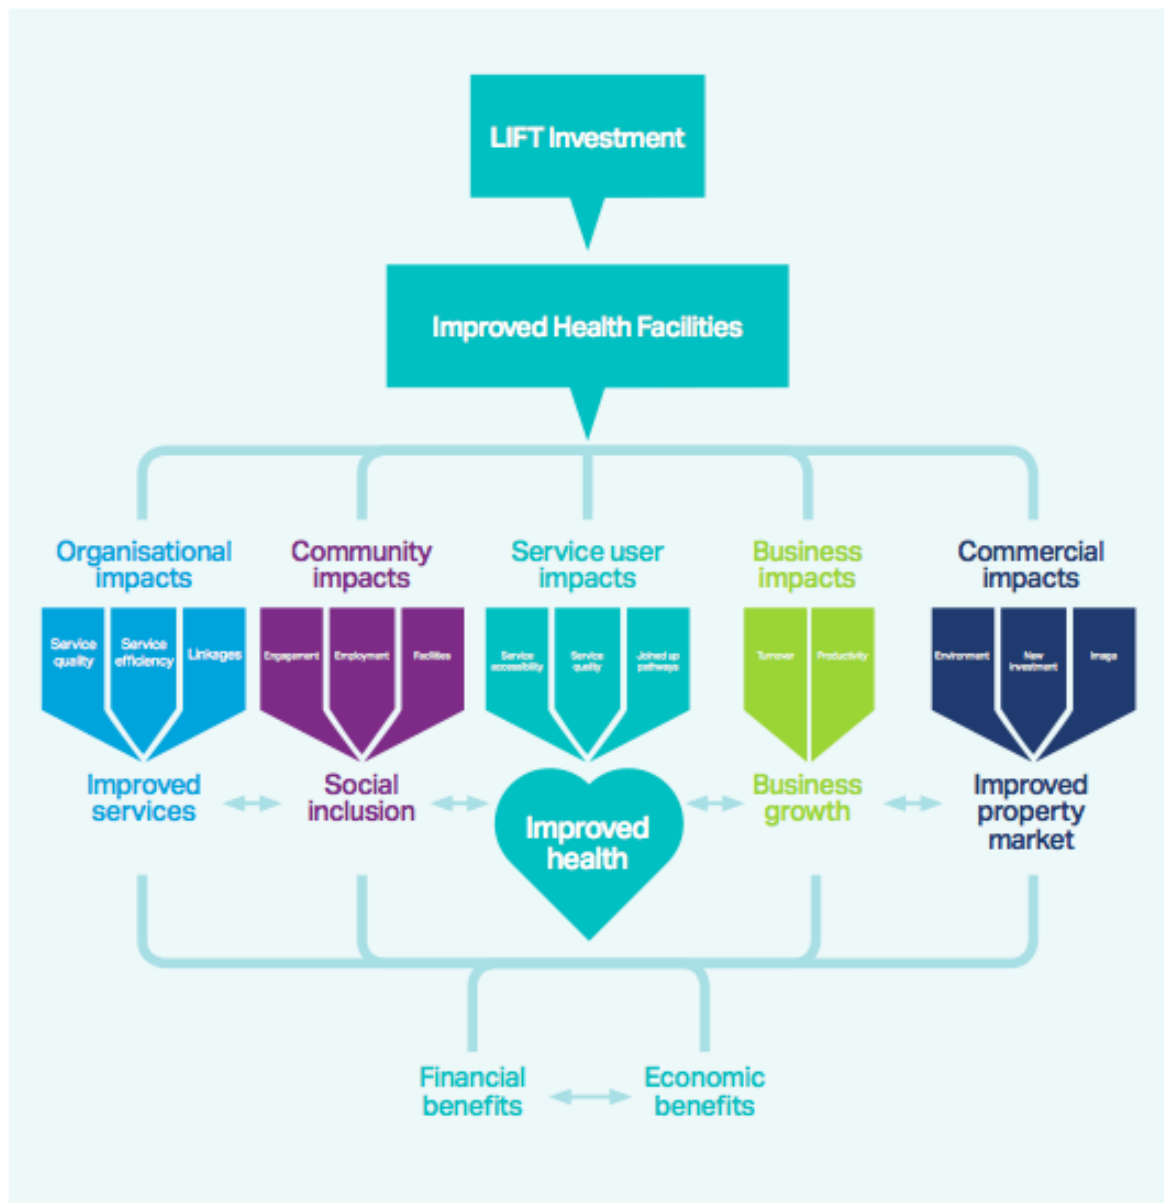 LIFT Investment
Improved Health Facilities
Organisational
impacts
Community
impacts
Service user
impacts
Business
impacts
Commercial
impacts
Service
quality
Service
efficiency
Linkages
Engagement
Employment
Facilities
Service
accessibility
Service
quality
Joined up
pathways
Turnover
Productivity
Environment
New
Investment
Image
Improved
services
Social
inclusion
Improved
health
Business
growth
Improved
property
market
Financial
benefits
Economic
benefits